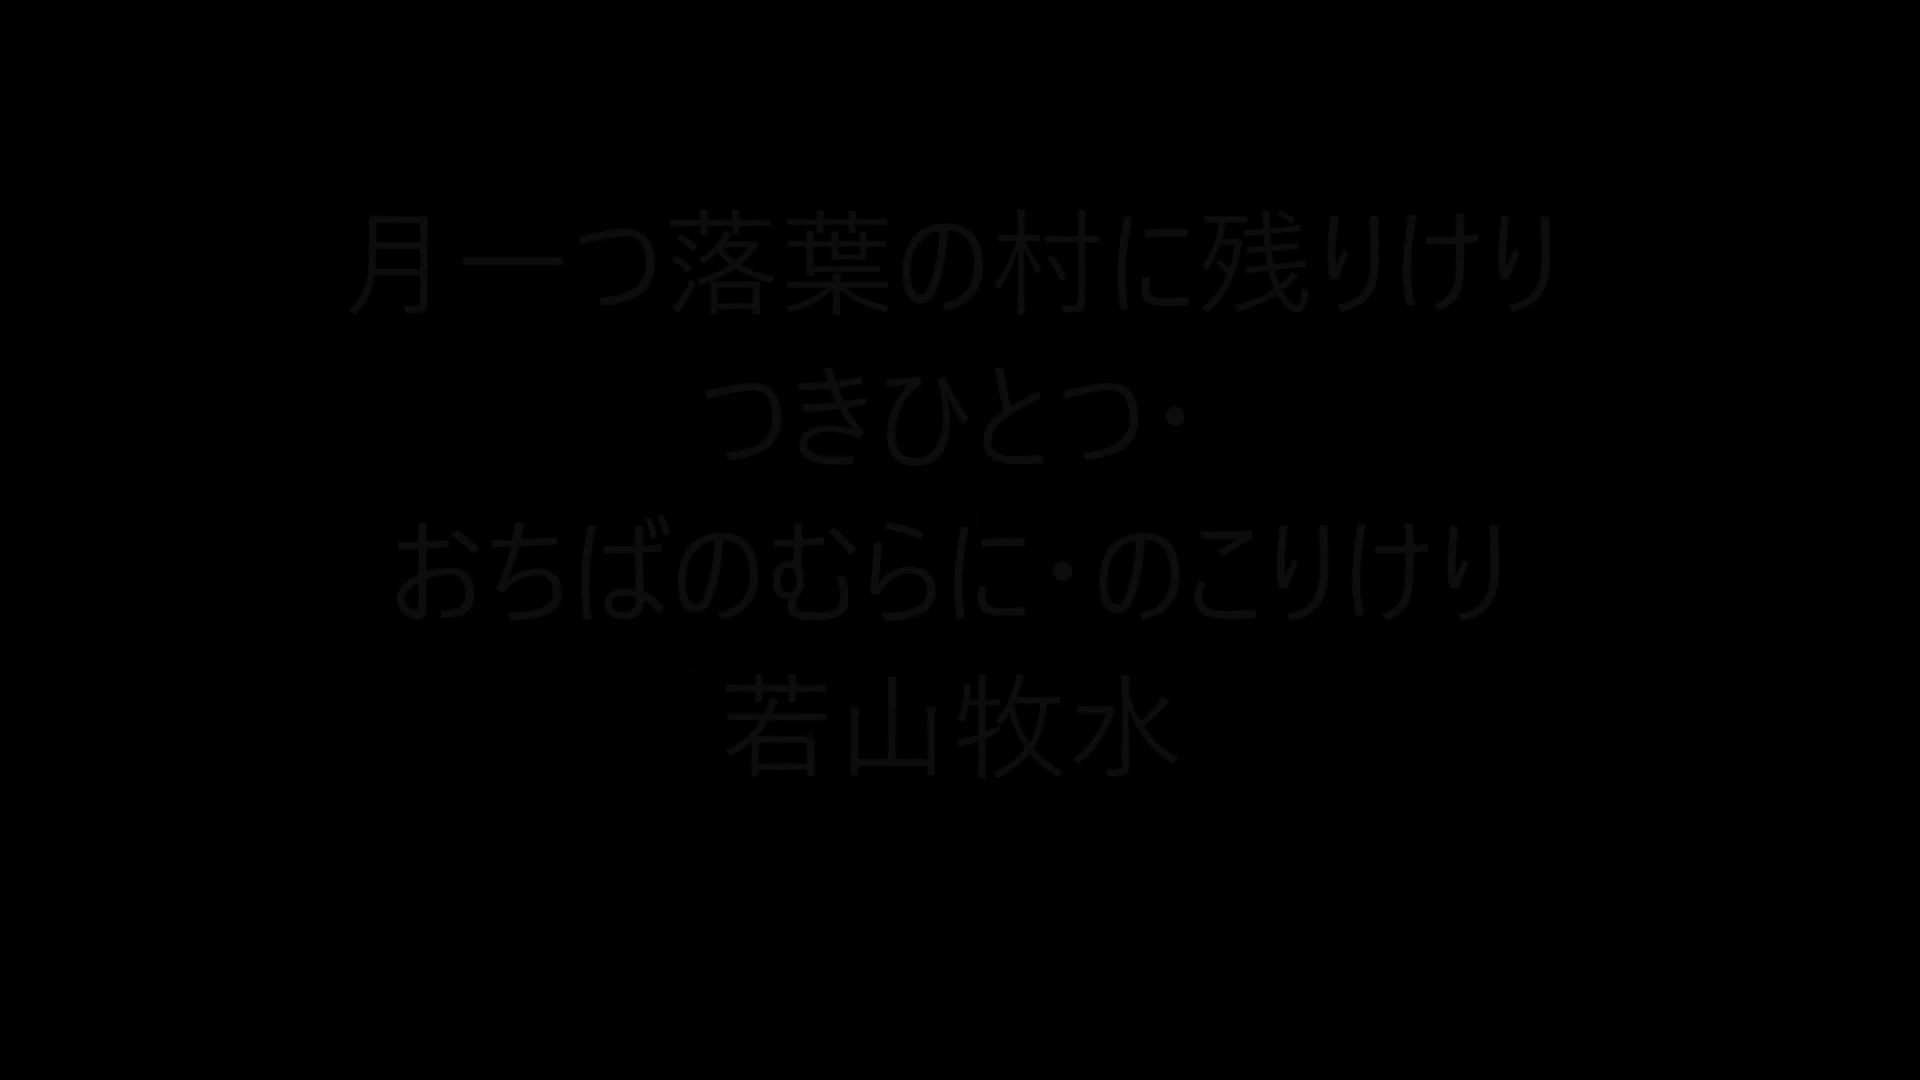 月一つ落葉の村に残りけり
つきひとつ・
おちばのむらに・のこりけり
若山牧水